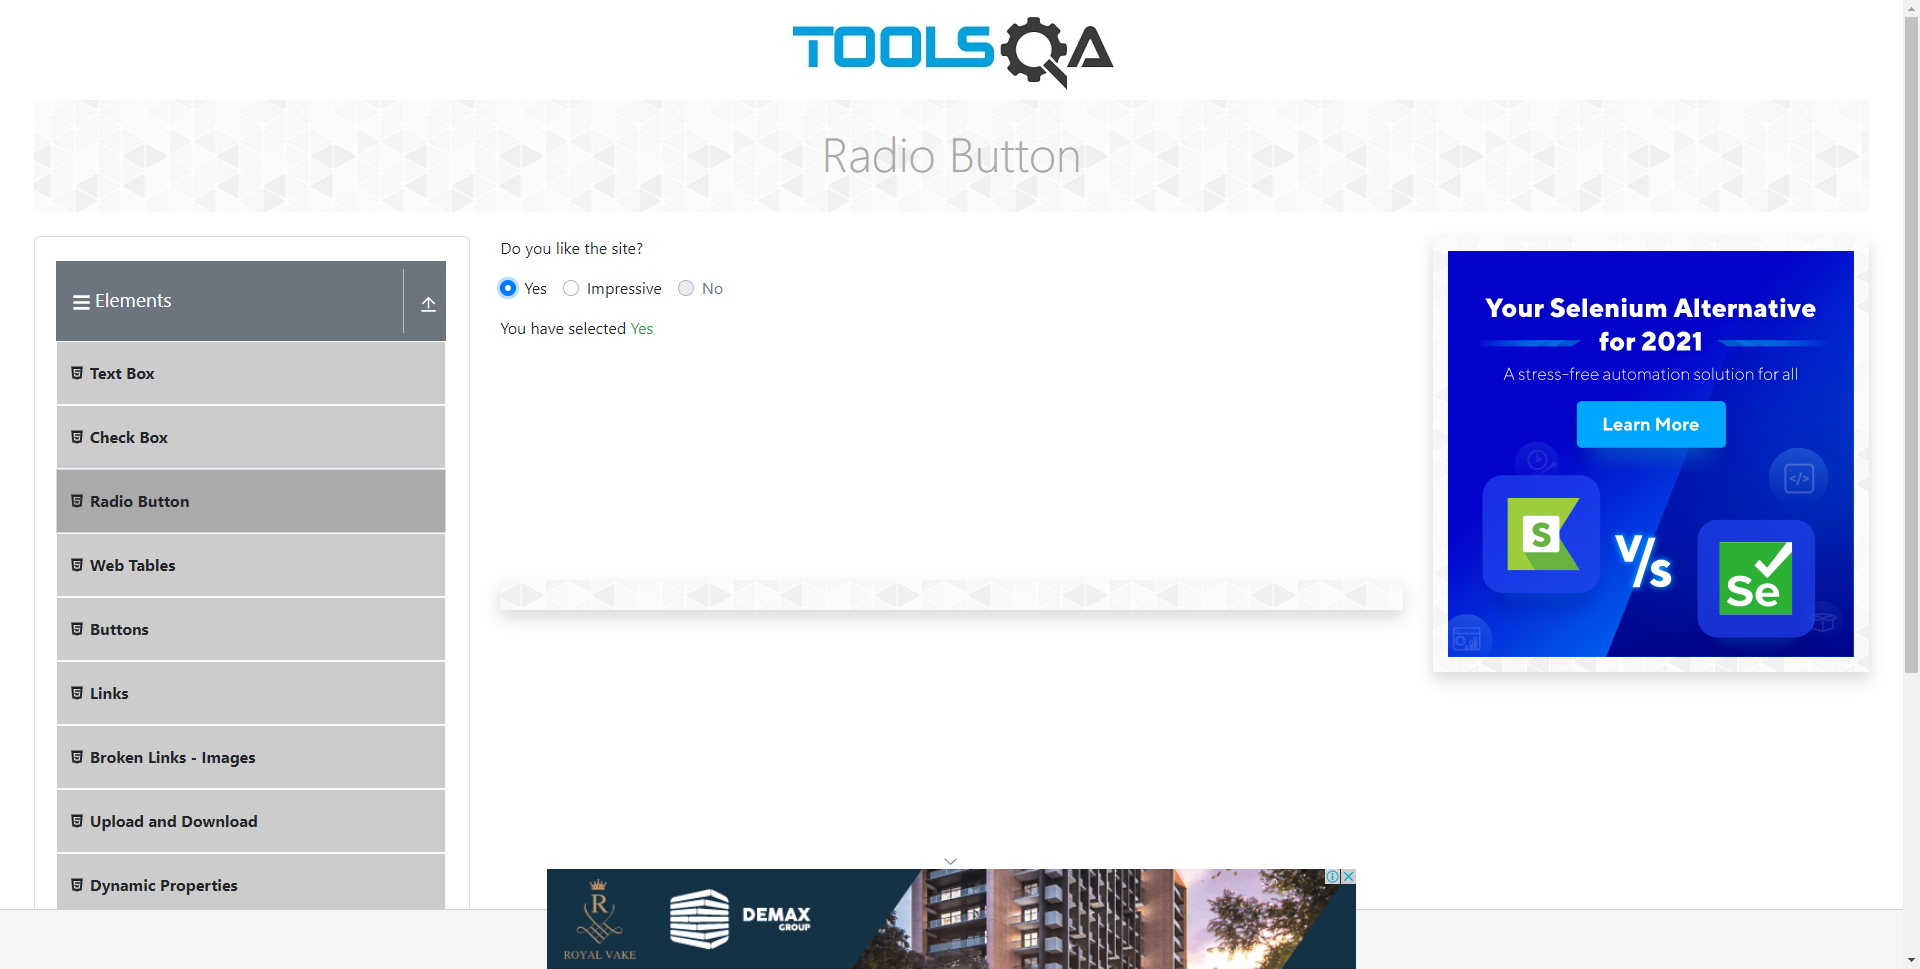 TOOLSQA
Radio Button
Elements
Text Box
Check Box
Radio Button
Web Tables
Buttons
Links
Broken Links - Images
Upload and Download
Dynamic Properties
Do you like the site?
Yes Impressive No
You have selected Yes
Your Selenium Alternative
for 2021
A stress-free automation solution for all
Learn More
S
V/s
Se
R
ROYAL VAKE
DEMAX
GROUP